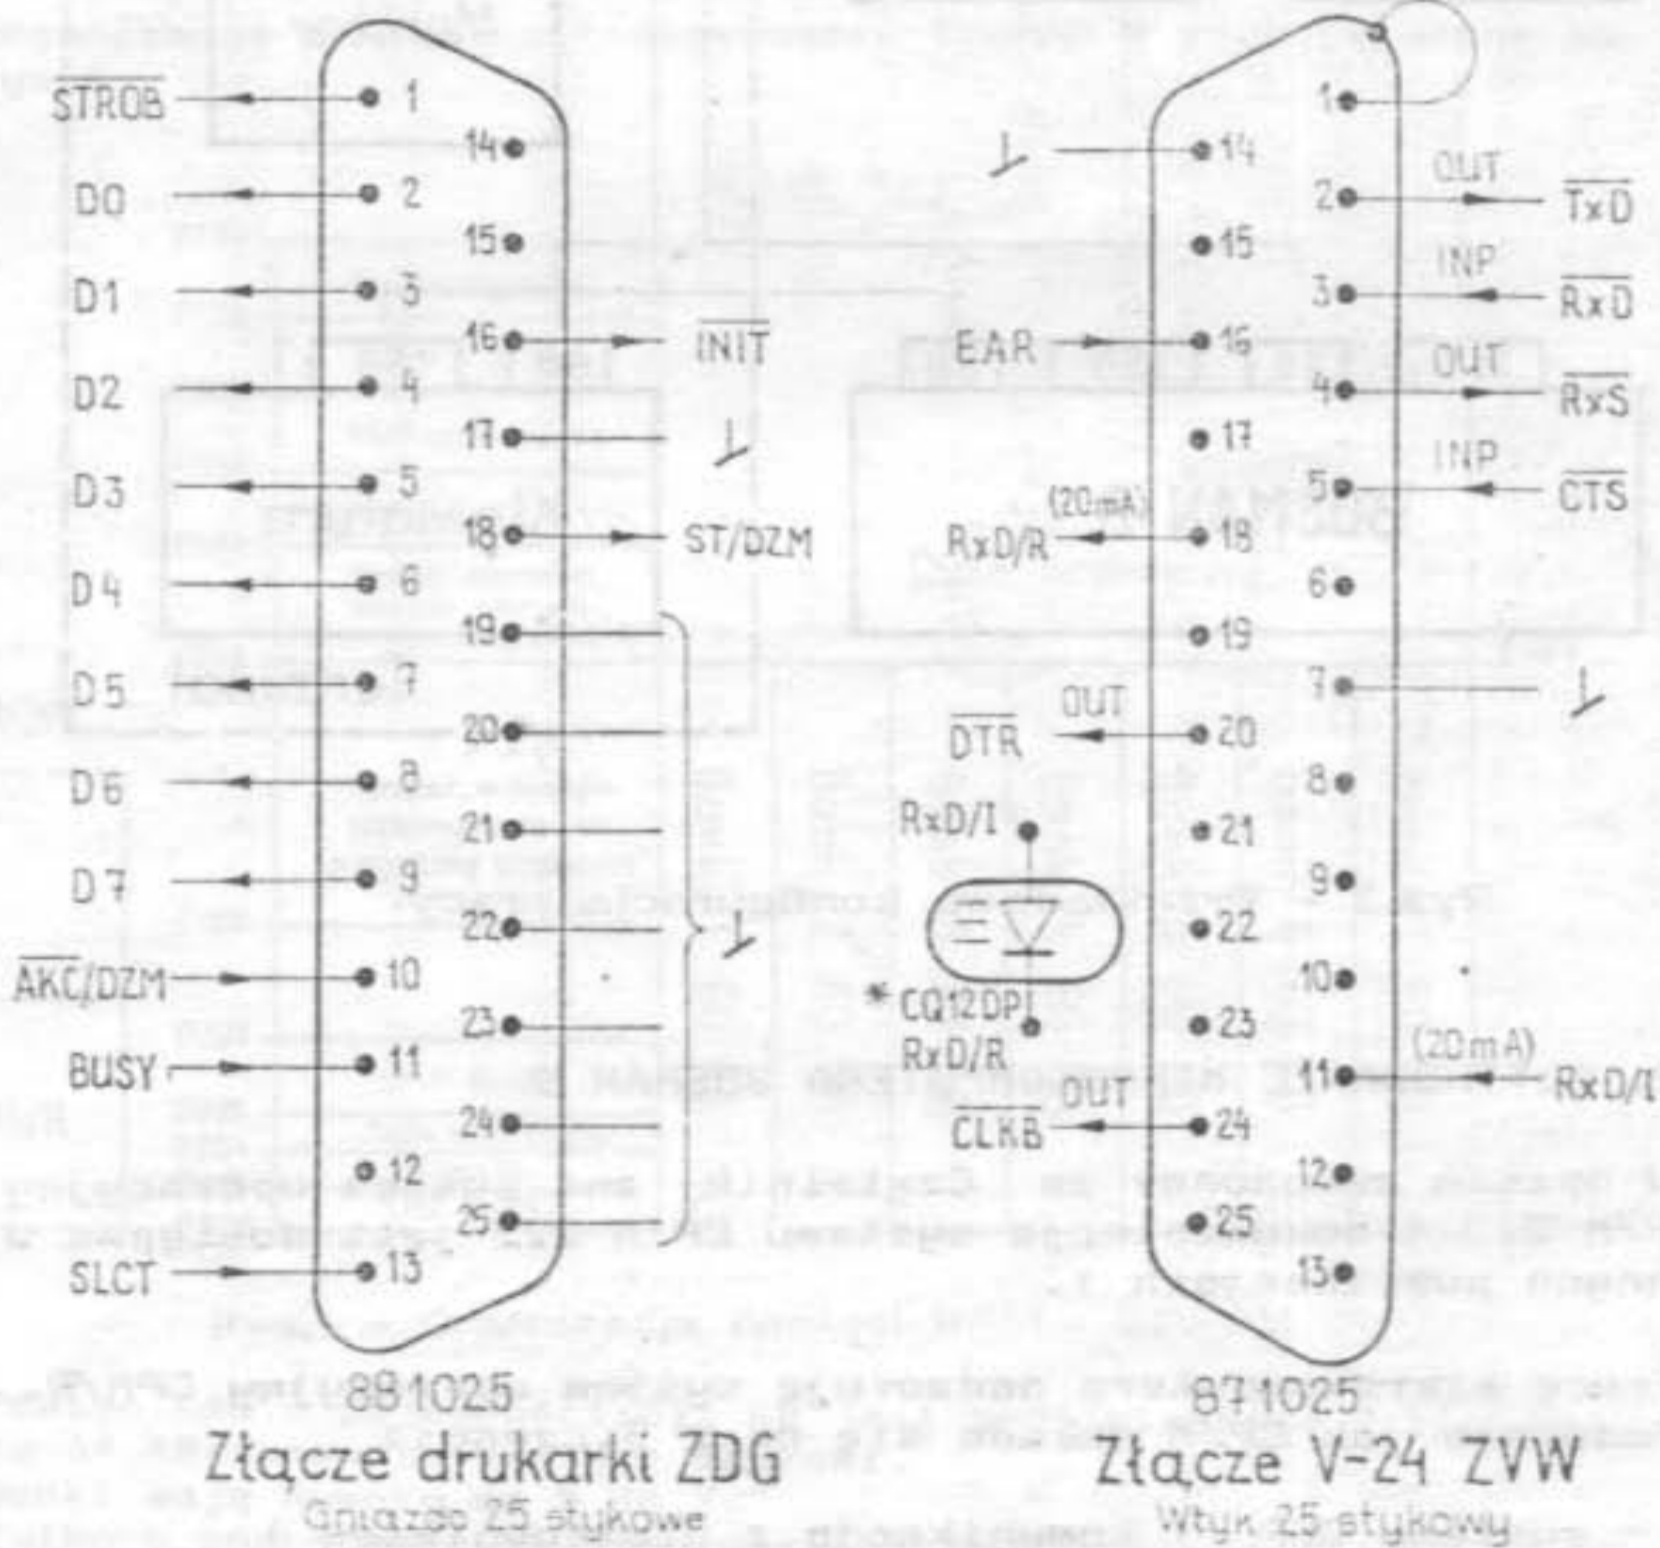 STROB 1
14
D0 2
15
D1 3
16 INIT
D2 4
17
D3 5
18 ST/DZM
D4 6
19
D5 7
20
D6 8
21
D7 9
22
AKC/DZM 10
23
BUSY 11
24
12
25
SLCT 13
881025
Złącze drukarki ZDG
Gniazdo 25 stykowe
1
14
2 OUT TxD
15
3 INP RxD
EAR 16
4 OUT RxS
17
5 INP CTS
RxD/R (20mA) 18
6
19
7
DTR OUT 20
8
RxD/I
21
9
22
10
* CQ12DP
23
RxD/R
11 (20mA) RxD/I
CLKB OUT 24
12
25
13
871025
Złącze V-24 ZVW
Wtyk 25 stykowy